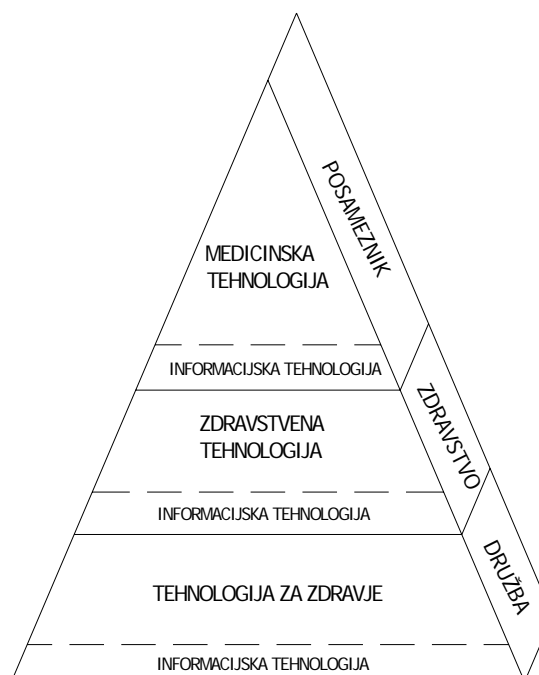 POSAMEZNIK
MEDICINSKA
TEHNOLOGIJA
INFORMACIJSKA TEHNOLOGIJA
ZDRAVSTVENA
TEHNOLOGIJA
ZDRAVSTVO
INFORMACIJSKA TEHNOLOGIJA
TEHNOLOGIJA ZA ZDRAVJE
DRUŽBA
INFORMACIJSKA TEHNOLOGIJA